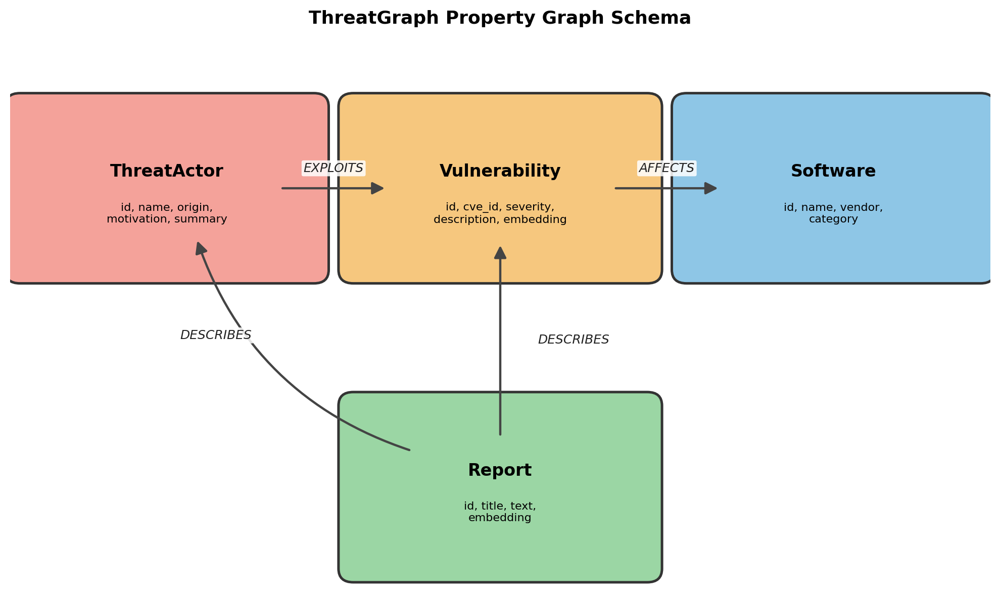 ThreatGraph Property Graph Schema
ThreatActor
id, name, origin,
motivation, summary
EXPLOITS
Vulnerability
id, cve_id, severity,
description, embedding
AFFECTS
Software
id, name, vendor,
category
DESCRIBES
DESCRIBES
Report
id, title, text,
embedding